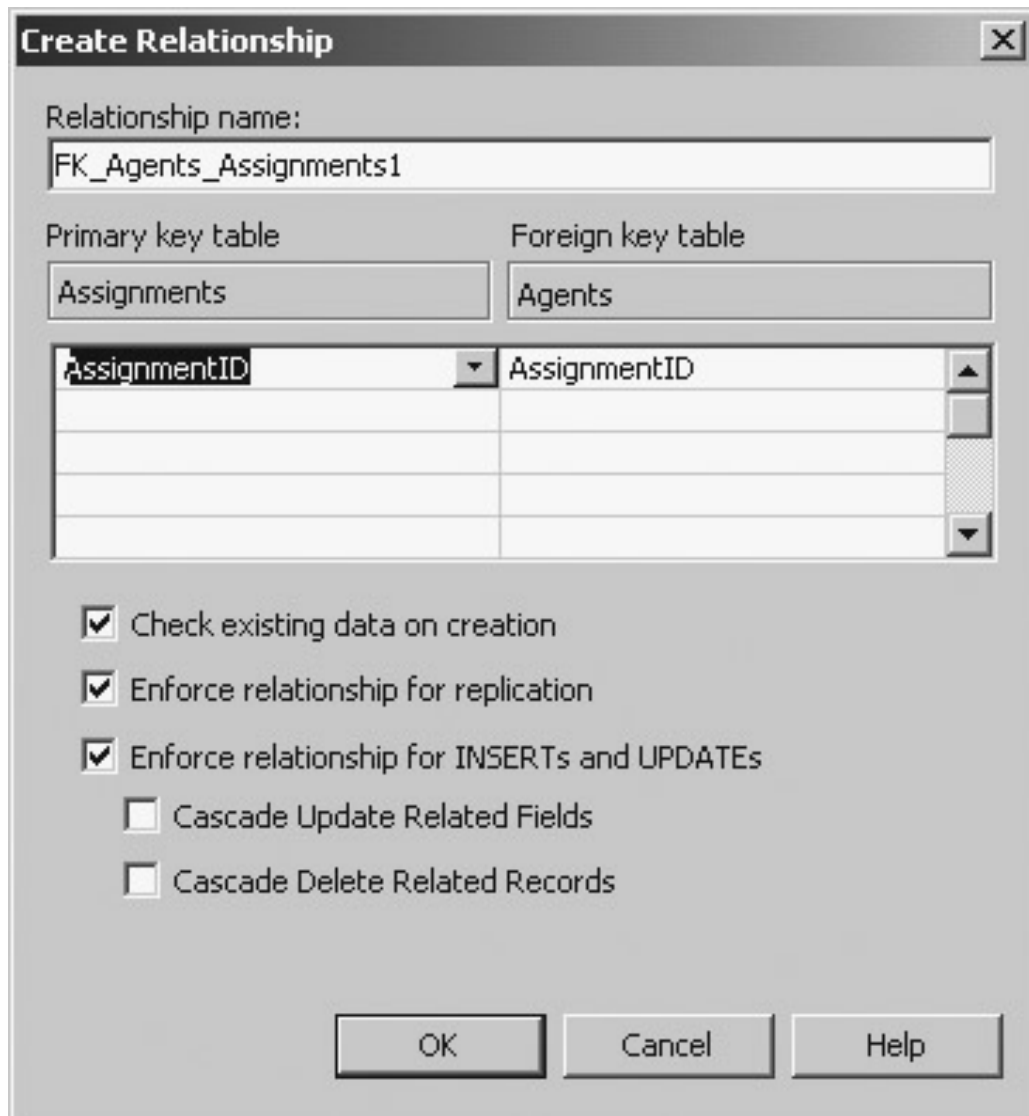 Create Relationship
Relationship name:
FK_Agents_Assignments1
Primary key table Foreign key table
Assignments Agents
AssignmentID AssignmentID
Check existing data on creation
Enforce relationship for replication
Enforce relationship for INSERTs and UPDATEs
Cascade Update Related Fields
Cascade Delete Related Records
OK Cancel Help